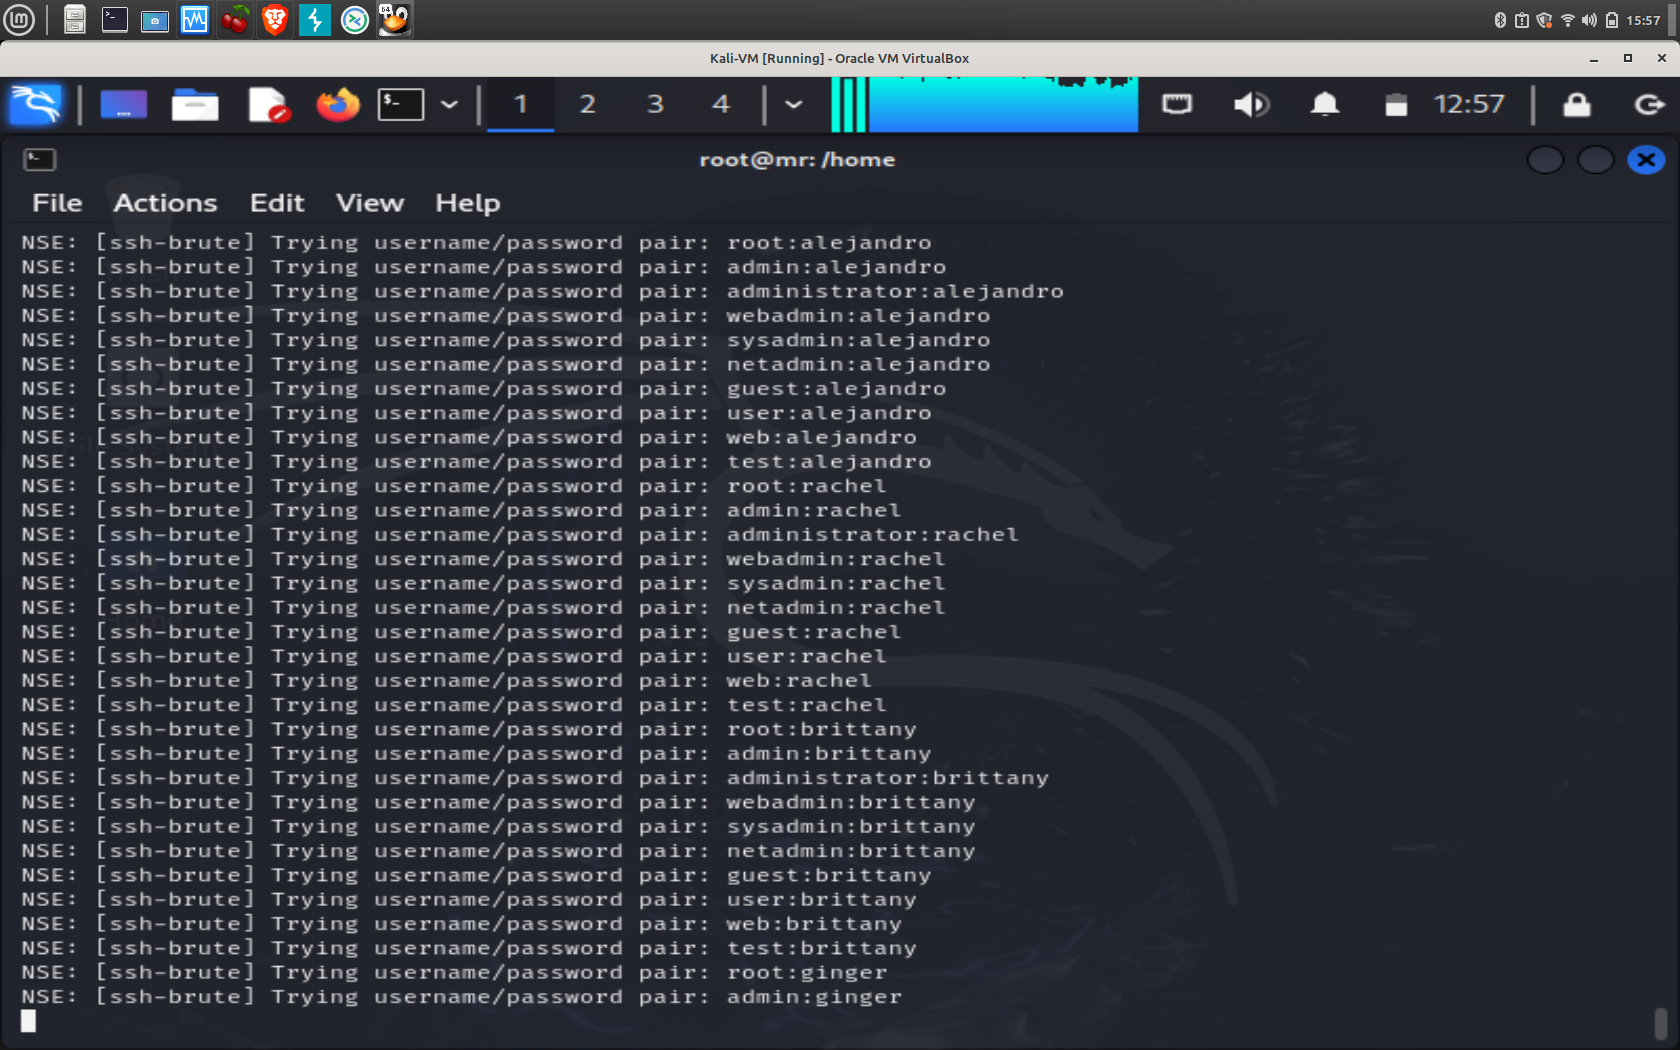 15:57
Kali-VM [Running] - Oracle VM VirtualBox
1 2 3 4 12:57
root@mr: /home
File Actions Edit View Help
NSE: [ssh-brute] Trying username/password pair: root:alejandro
NSE: [ssh-brute] Trying username/password pair: admin:alejandro
NSE: [ssh-brute] Trying username/password pair: administrator:alejandro
NSE: [ssh-brute] Trying username/password pair: webadmin:alejandro
NSE: [ssh-brute] Trying username/password pair: sysadmin:alejandro
NSE: [ssh-brute] Trying username/password pair: netadmin:alejandro
NSE: [ssh-brute] Trying username/password pair: guest:alejandro
NSE: [ssh-brute] Trying username/password pair: user:alejandro
NSE: [ssh-brute] Trying username/password pair: web:alejandro
NSE: [ssh-brute] Trying username/password pair: test:alejandro
NSE: [ssh-brute] Trying username/password pair: root:rachel
NSE: [ssh-brute] Trying username/password pair: admin:rachel
NSE: [ssh-brute] Trying username/password pair: administrator:rachel
NSE: [ssh-brute] Trying username/password pair: webadmin:rachel
NSE: [ssh-brute] Trying username/password pair: sysadmin:rachel
NSE: [ssh-brute] Trying username/password pair: netadmin:rachel
NSE: [ssh-brute] Trying username/password pair: guest:rachel
NSE: [ssh-brute] Trying username/password pair: user:rachel
NSE: [ssh-brute] Trying username/password pair: web:rachel
NSE: [ssh-brute] Trying username/password pair: test:rachel
NSE: [ssh-brute] Trying username/password pair: root:brittany
NSE: [ssh-brute] Trying username/password pair: admin:brittany
NSE: [ssh-brute] Trying username/password pair: administrator:brittany
NSE: [ssh-brute] Trying username/password pair: webadmin:brittany
NSE: [ssh-brute] Trying username/password pair: sysadmin:brittany
NSE: [ssh-brute] Trying username/password pair: netadmin:brittany
NSE: [ssh-brute] Trying username/password pair: guest:brittany
NSE: [ssh-brute] Trying username/password pair: user:brittany
NSE: [ssh-brute] Trying username/password pair: web:brittany
NSE: [ssh-brute] Trying username/password pair: test:brittany
NSE: [ssh-brute] Trying username/password pair: root:ginger
NSE: [ssh-brute] Trying username/password pair: admin:ginger